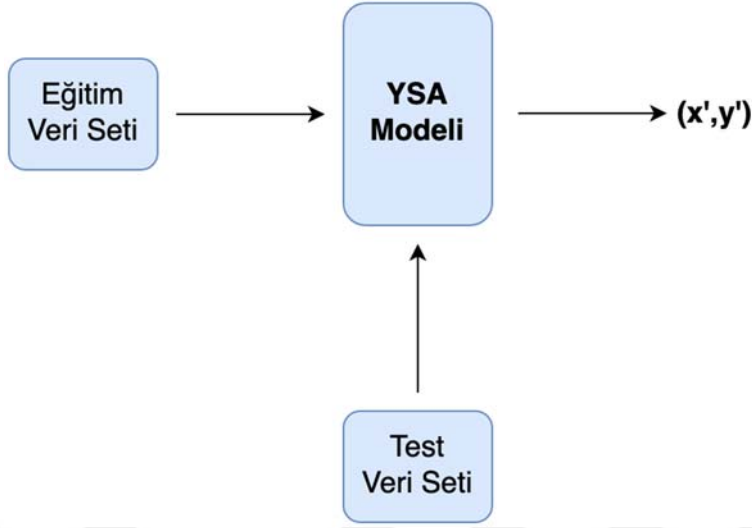 Eğitim
Veri Seti
YSA
Modeli
(x',y')
Test
Veri Seti